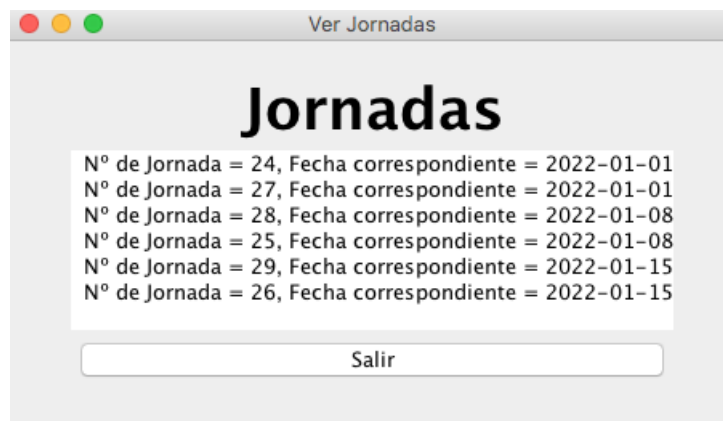 Ver Jornadas
Jornadas
Nº de Jornada = 24, Fecha correspondiente = 2022-01-01
Nº de Jornada = 27, Fecha correspondiente = 2022-01-01
Nº de Jornada = 28, Fecha correspondiente = 2022-01-08
Nº de Jornada = 25, Fecha correspondiente = 2022-01-08
Nº de Jornada = 29, Fecha correspondiente = 2022-01-15
Nº de Jornada = 26, Fecha correspondiente = 2022-01-15
Salir